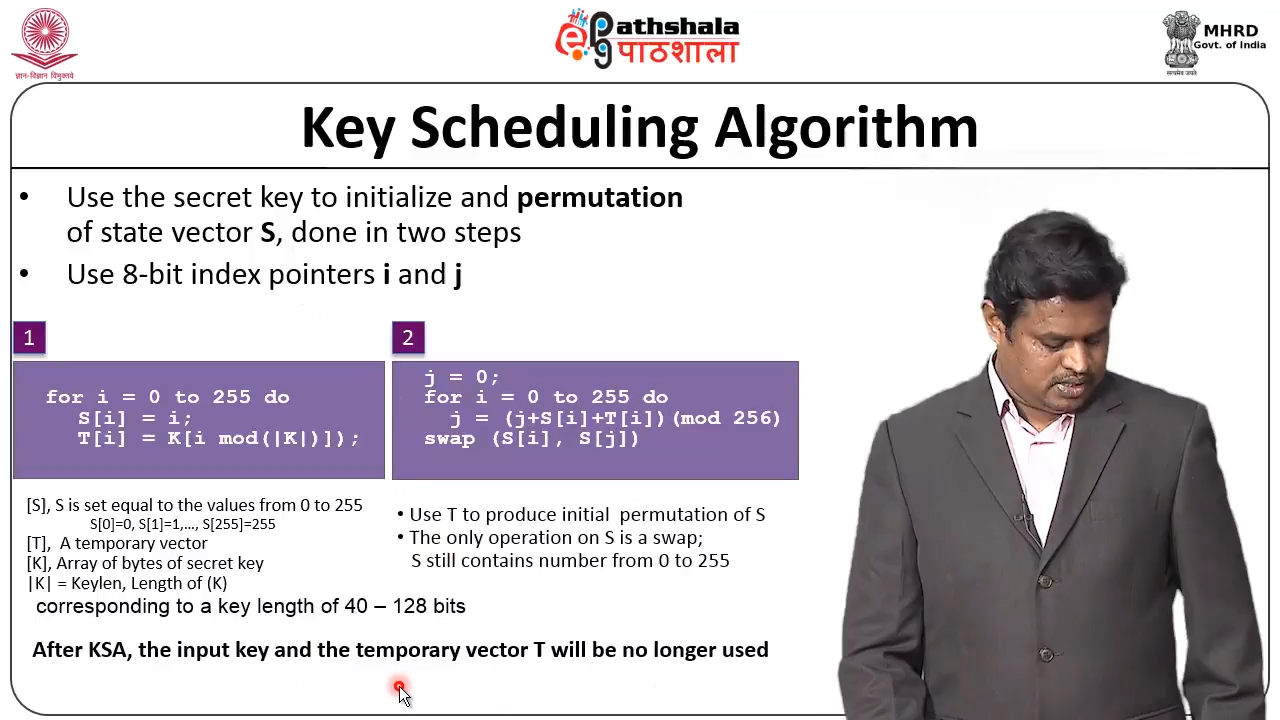 ज्ञान-विज्ञान विमुक्तये
ePathshala
पाठशाला
MHRD
Govt. of India
सत्यमेव जयते
Key Scheduling Algorithm
• Use the secret key to initialize and permutation
of state vector S, done in two steps
• Use 8-bit index pointers i and j
1
for i = 0 to 255 do
S[i] = i;
T[i] = K[i mod(|K|)]);
[S], S is set equal to the values from 0 to 255
S[0]=0, S[1]=1,..., S[255]=255
[T], A temporary vector
[K], Array of bytes of secret key
|K| = Keylen, Length of (K)
corresponding to a key length of 40 – 128 bits
2
j = 0;
for i = 0 to 255 do
j = (j+S[i]+T[i])(mod 256)
swap (S[i], S[j])
• Use T to produce initial permutation of S
• The only operation on S is a swap;
S still contains number from 0 to 255
After KSA, the input key and the temporary vector T will be no longer used